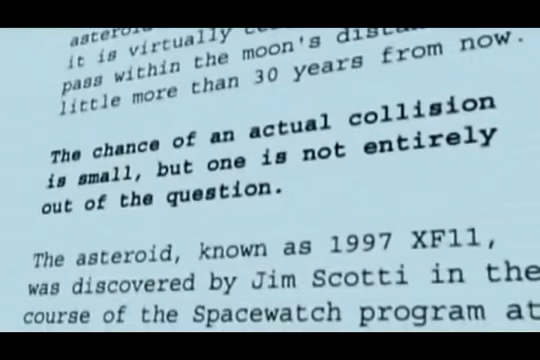 asteroid
it is virtually
pass within the moon's
little more than 30 years from now.
The chance of an actual collision
is small, but one is not entirely
out of the question.
The asteroid, known as 1997 XF11,
was discovered by Jim Scotti in the
course of the Spacewatch program at